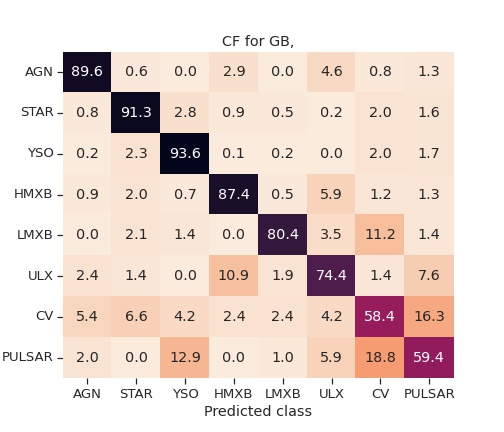 CF for GB,
AGN 89.6 0.6 0.0 2.9 0.0 4.6 0.8 1.3
STAR 0.8 91.3 2.8 0.9 0.5 0.2 2.0 1.6
YSO 0.2 2.3 93.6 0.1 0.2 0.0 2.0 1.7
HMXB 0.9 2.0 0.7 87.4 0.5 5.9 1.2 1.3
LMXB 0.0 2.1 1.4 0.0 80.4 3.5 11.2 1.4
ULX 2.4 1.4 0.0 10.9 1.9 74.4 1.4 7.6
CV 5.4 6.6 4.2 2.4 2.4 4.2 58.4 16.3
PULSAR 2.0 0.0 12.9 0.0 1.0 5.9 18.8 59.4
AGN STAR YSO HMXB LMXB ULX CV PULSAR
Predicted class